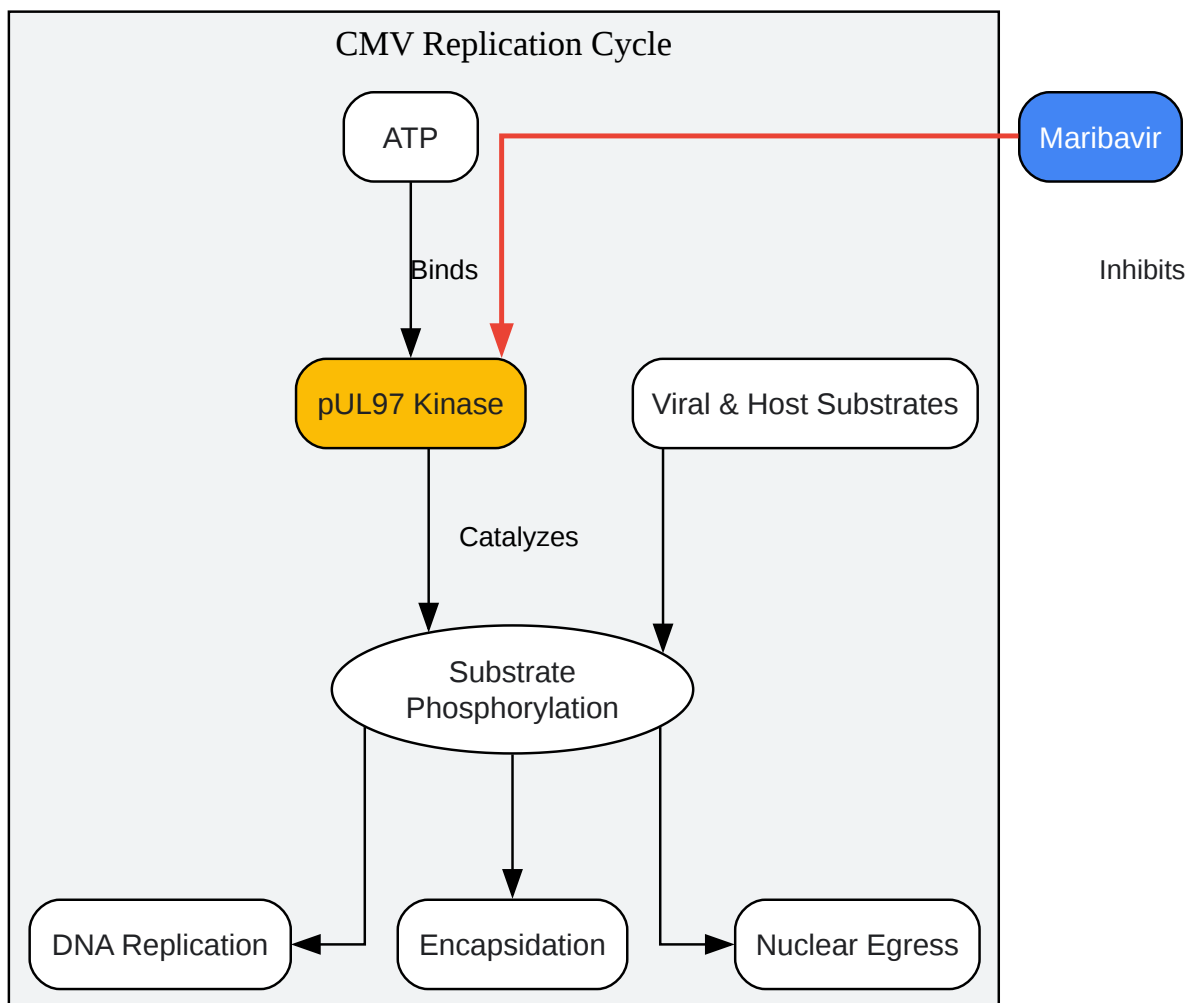 CMV Replication Cycle
ATP
Maribavir
Binds
Inhibits
pUL97 Kinase
Viral & Host Substrates
Catalyzes
Substrate
Phosphorylation
DNA Replication
Encapsidation
Nuclear Egress